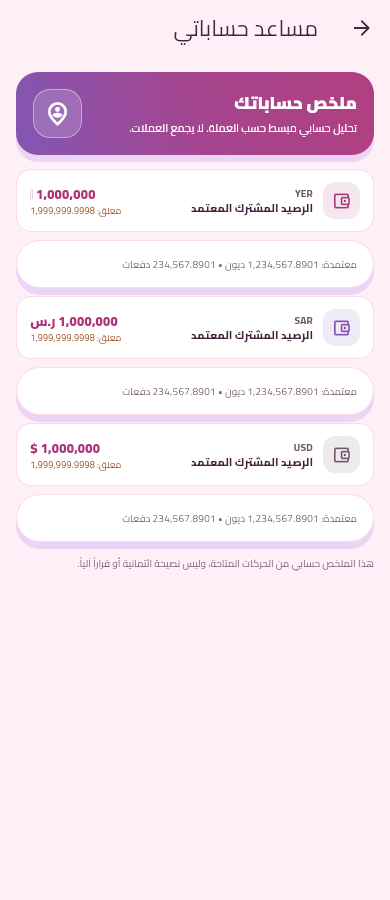 مساعد حساباتي
ملخص حساباتك
تحليل حسابي مبسط حسب العملة. لا يجمع العملات.
YER
الرصيد المشترك المعتمد
1,000,000
معلق: 1,999,999.9998
معتمدة: 1,234,567.8901 ديون • 234,567.8901 دفعات
SAR
الرصيد المشترك المعتمد
1,000,000 ر.س
معلق: 1,999,999.9998
معتمدة: 1,234,567.8901 ديون • 234,567.8901 دفعات
USD
الرصيد المشترك المعتمد
1,000,000 $
معلق: 1,999,999.9998
معتمدة: 1,234,567.8901 ديون • 234,567.8901 دفعات
هذا الملخص حسابي من الحركات المتاحة، وليس نصيحة ائتمانية أو قراراً آلياً.